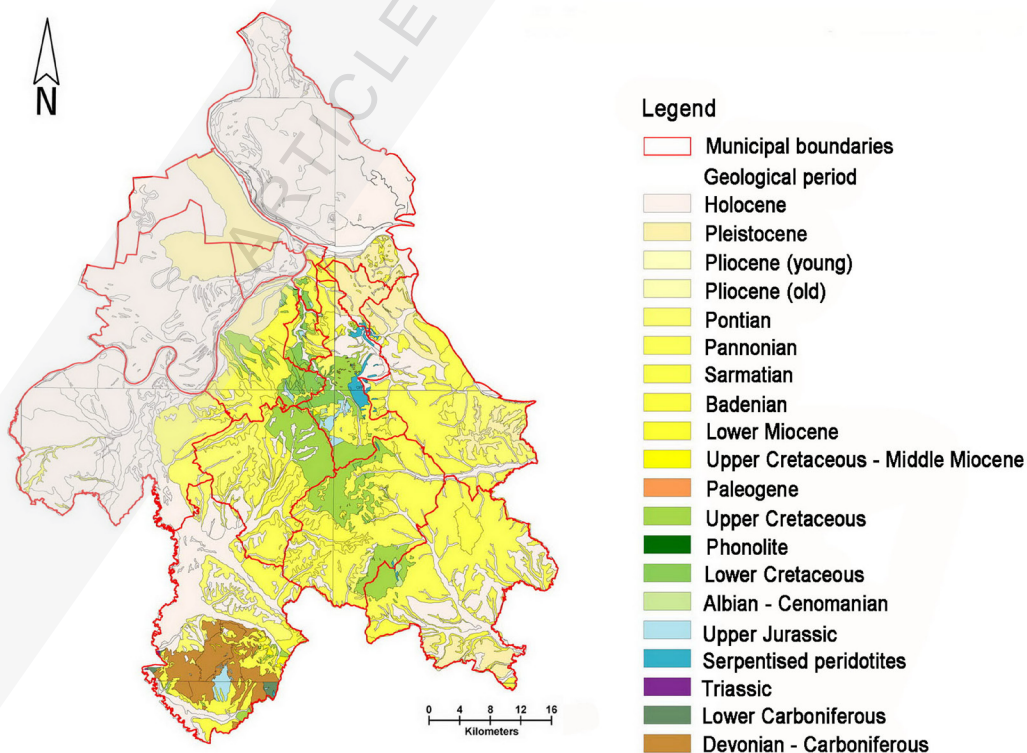 ARTICLE
N
Legend
Municipal boundaries
Geological period
Holocene
Pleistocene
Pliocene (young)
Pliocene (old)
Pontian
Pannonian
Sarmatian
Badenian
Lower Miocene
Upper Cretaceous - Middle Miocene
Paleogene
Upper Cretaceous
Phonolite
Lower Cretaceous
Albian - Cenomanian
Upper Jurassic
Serpentised peridotites
Triassic
Lower Carboniferous
Devonian - Carboniferous
0 4 8 12 16
Kilometers